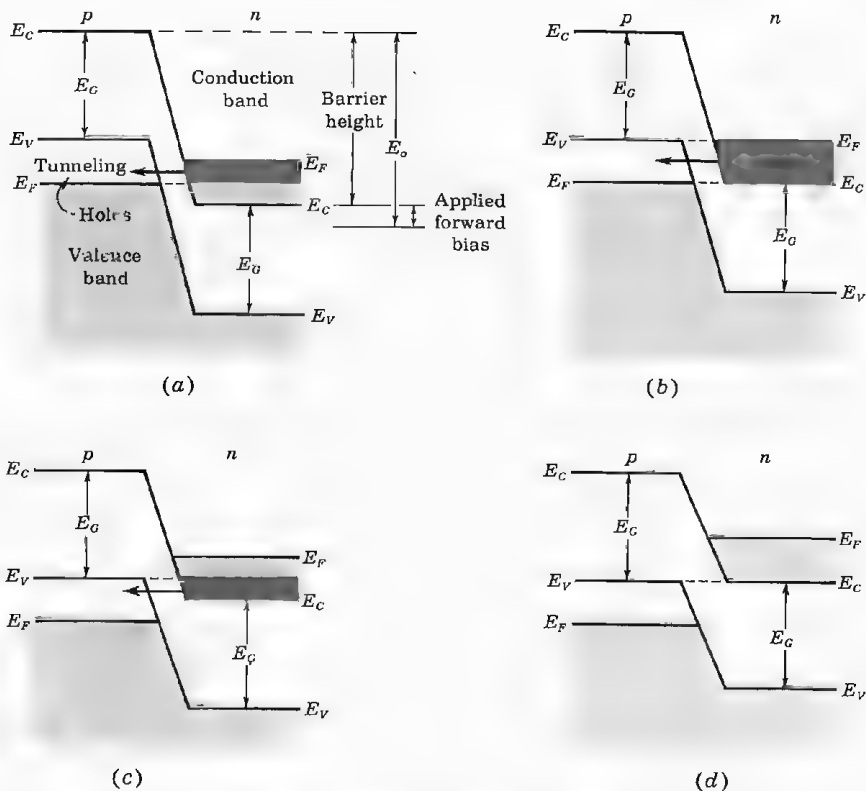 p n
E_C
E_G
Conduction band
Barrier height
E_o
E_V
Tunneling
E_F
E_F
Holes
E_C
Applied forward bias
Valence band
E_G
E_V
(a)
p n
E_C
E_G
E_V
E_F
E_F
E_C
E_G
E_V
(b)
p n
E_C
E_G
E_F
E_V
E_C
E_F
E_G
E_V
(c)
p n
E_C
E_G
E_F
E_V
E_C
E_F
E_G
E_V
(d)